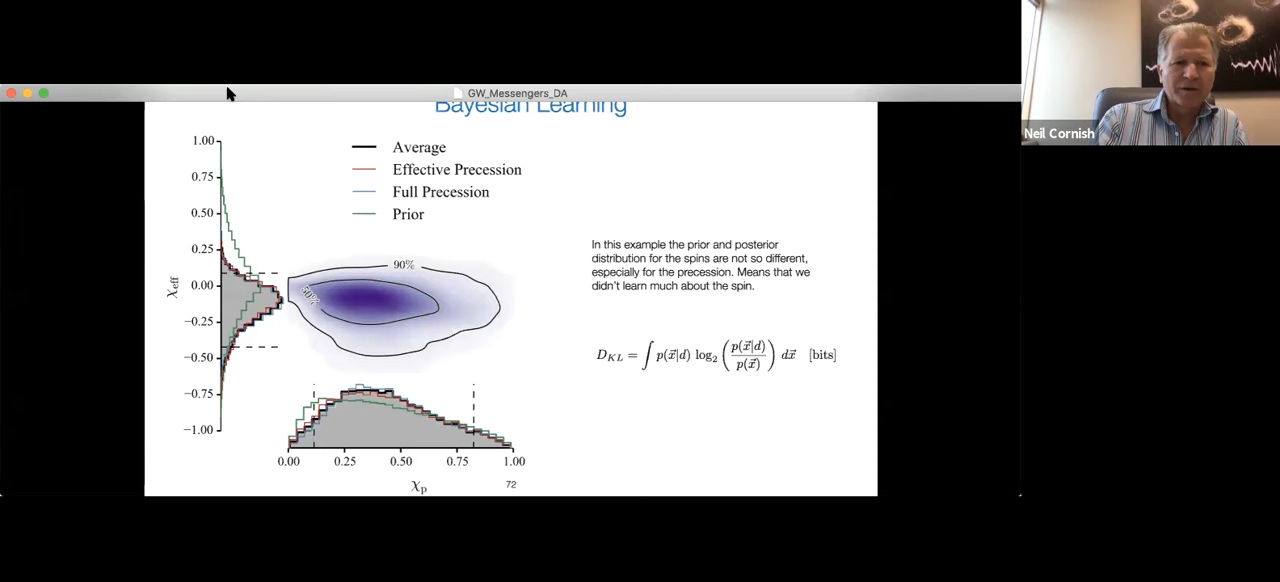 GW_Messengers_DA
Neil Cornish
Bayesian Learning
Average
Effective Precession
Full Precession
Prior
1.00
0.75
0.50
0.25
0.00
−0.25
−0.50
−0.75
−1.00
χeff
90%
50%
0.00 0.25 0.50 0.75 1.00
χp
In this example the prior and posterior
distribution for the spins are not so different,
especially for the precession. Means that we
didn't learn much about the spin.
D_KL = ∫ p(x⃗|d) log₂ (p(x⃗|d) / p(x⃗)) dx⃗ [bits]
72